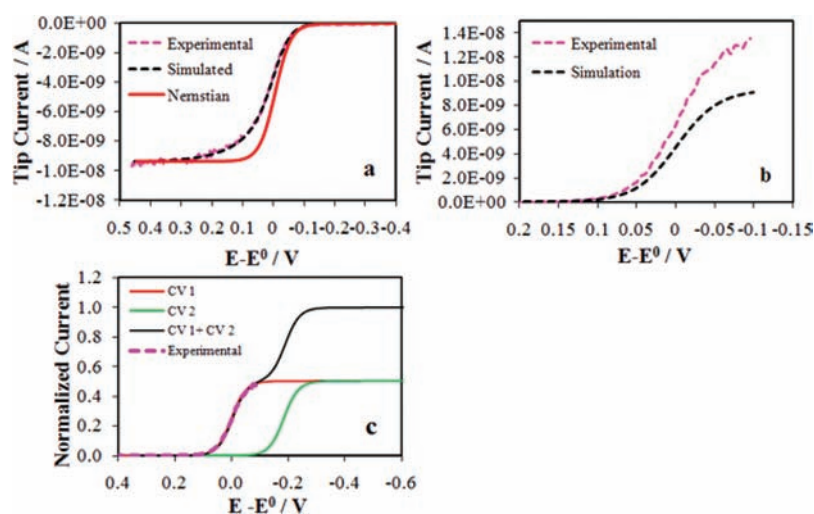 Tip Current / A
0.0E+00
-2.0E-09
-4.0E-09
-6.0E-09
-8.0E-09
-1.0E-08
-1.2E-08
Experimental
Simulated
Nernstian
a
0.5 0.4 0.3 0.2 0.1 0 -0.1-0.2-0.3-0.4
E-E⁰ / V
Tip Current / A
1.4E-08
1.2E-08
1.0E-08
8.0E-09
6.0E-09
4.0E-09
2.0E-09
0.0E+00
Experimental
Simulation
b
0.2 0.15 0.1 0.05 0 -0.05 -0.1-0.15
E-E⁰ / V
Normalized Current
1.2
1.0
0.8
0.6
0.4
0.2
0.0
CV 1
CV 2
CV 1+ CV 2
Experimental
c
0.4 0.2 0.0 -0.2 -0.4 -0.6
E -E⁰ / V